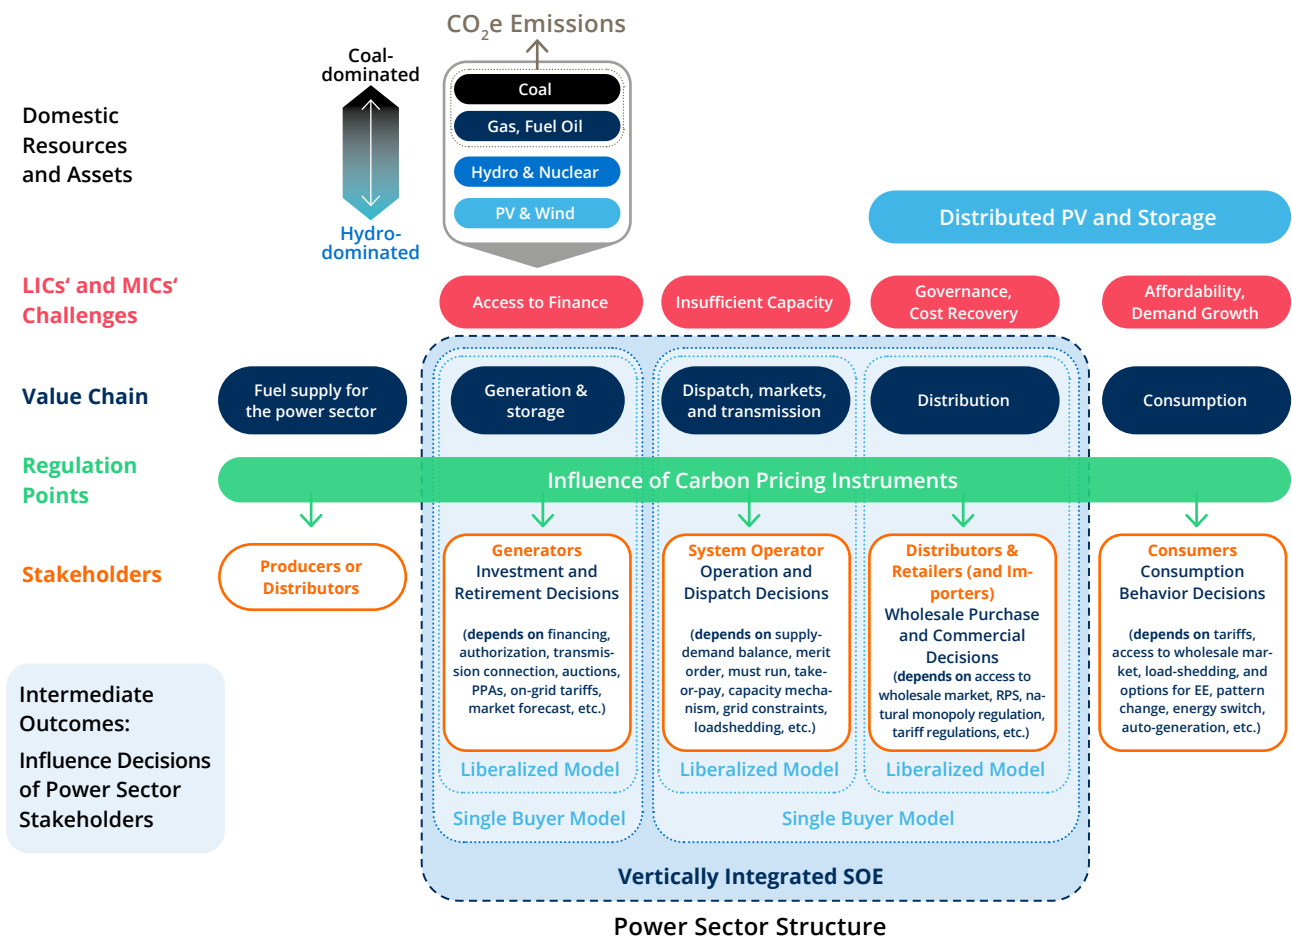 CO2e Emissions
Coal-
dominated
Coal
Gas, Fuel Oil
Hydro & Nuclear
PV & Wind
Hydro-
dominated
Domestic
Resources
and Assets
Distributed PV and Storage
LICs‘ and MICs‘
Challenges
Access to Finance
Insufficient Capacity
Governance,
Cost Recovery
Affordability,
Demand Growth
Value Chain
Fuel supply for
the power sector
Generation &
storage
Dispatch, markets,
and transmission
Distribution
Consumption
Regulation
Points
Influence of Carbon Pricing Instruments
Stakeholders
Producers or
Distributors
Generators
Investment and
Retirement Decisions
(depends on financing,
authorization, transmis-
sion connection, auctions,
PPAs, on-grid tariffs,
market forecast, etc.)
System Operator
Operation and
Dispatch Decisions
(depends on supply-
demand balance, merit
order, must run, take-
or-pay, capacity mecha-
nism, grid constraints,
loadshedding, etc.)
Distributors &
Retailers (and Im-
porters)
Wholesale Purchase
and Commercial
Decisions
(depends on access to
wholesale market, RPS, na-
tural monopoly regulation,
tariff regulations, etc.)
Consumers
Consumption
Behavior Decisions
(depends on tariffs,
access to wholesale mar-
ket, load-shedding, and
options for EE, pattern
change, energy switch,
auto-generation, etc.)
Intermediate
Outcomes:
Influence Decisions
of Power Sector
Stakeholders
Liberalized Model
Liberalized Model
Liberalized Model
Single Buyer Model
Single Buyer Model
Vertically Integrated SOE
Power Sector Structure